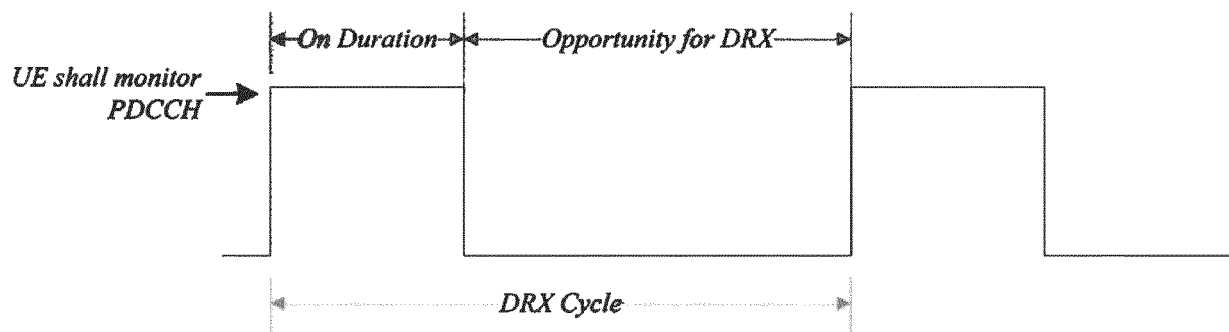 On Duration
Opportunity for DRX
UE shall monitor
PDCCH
DRX Cycle